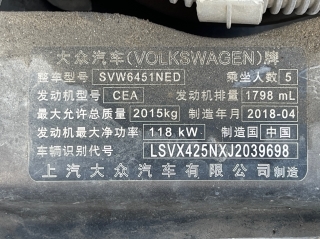 大众汽车(VOLKSWAGEN)牌
整车型号 SVW6451NED 乘坐人数 5
发动机型号 CEA 发动机排量 1798 mL
最大允许总质量 2015kg 制造年月 2018-04
发动机最大净功率 118 kW 制造国 中国
车辆识别代号 LSVX425NXJ2039698
上汽大众汽车有限公司 制造